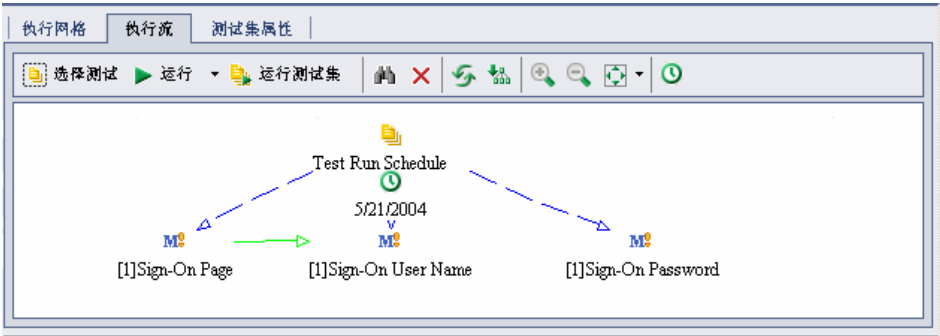 执行网格 执行流 测试集属性
选择测试 运行 运行测试集
Test Run Schedule
5/21/2004
[1]Sign-On Page [1]Sign-On User Name [1]Sign-On Password